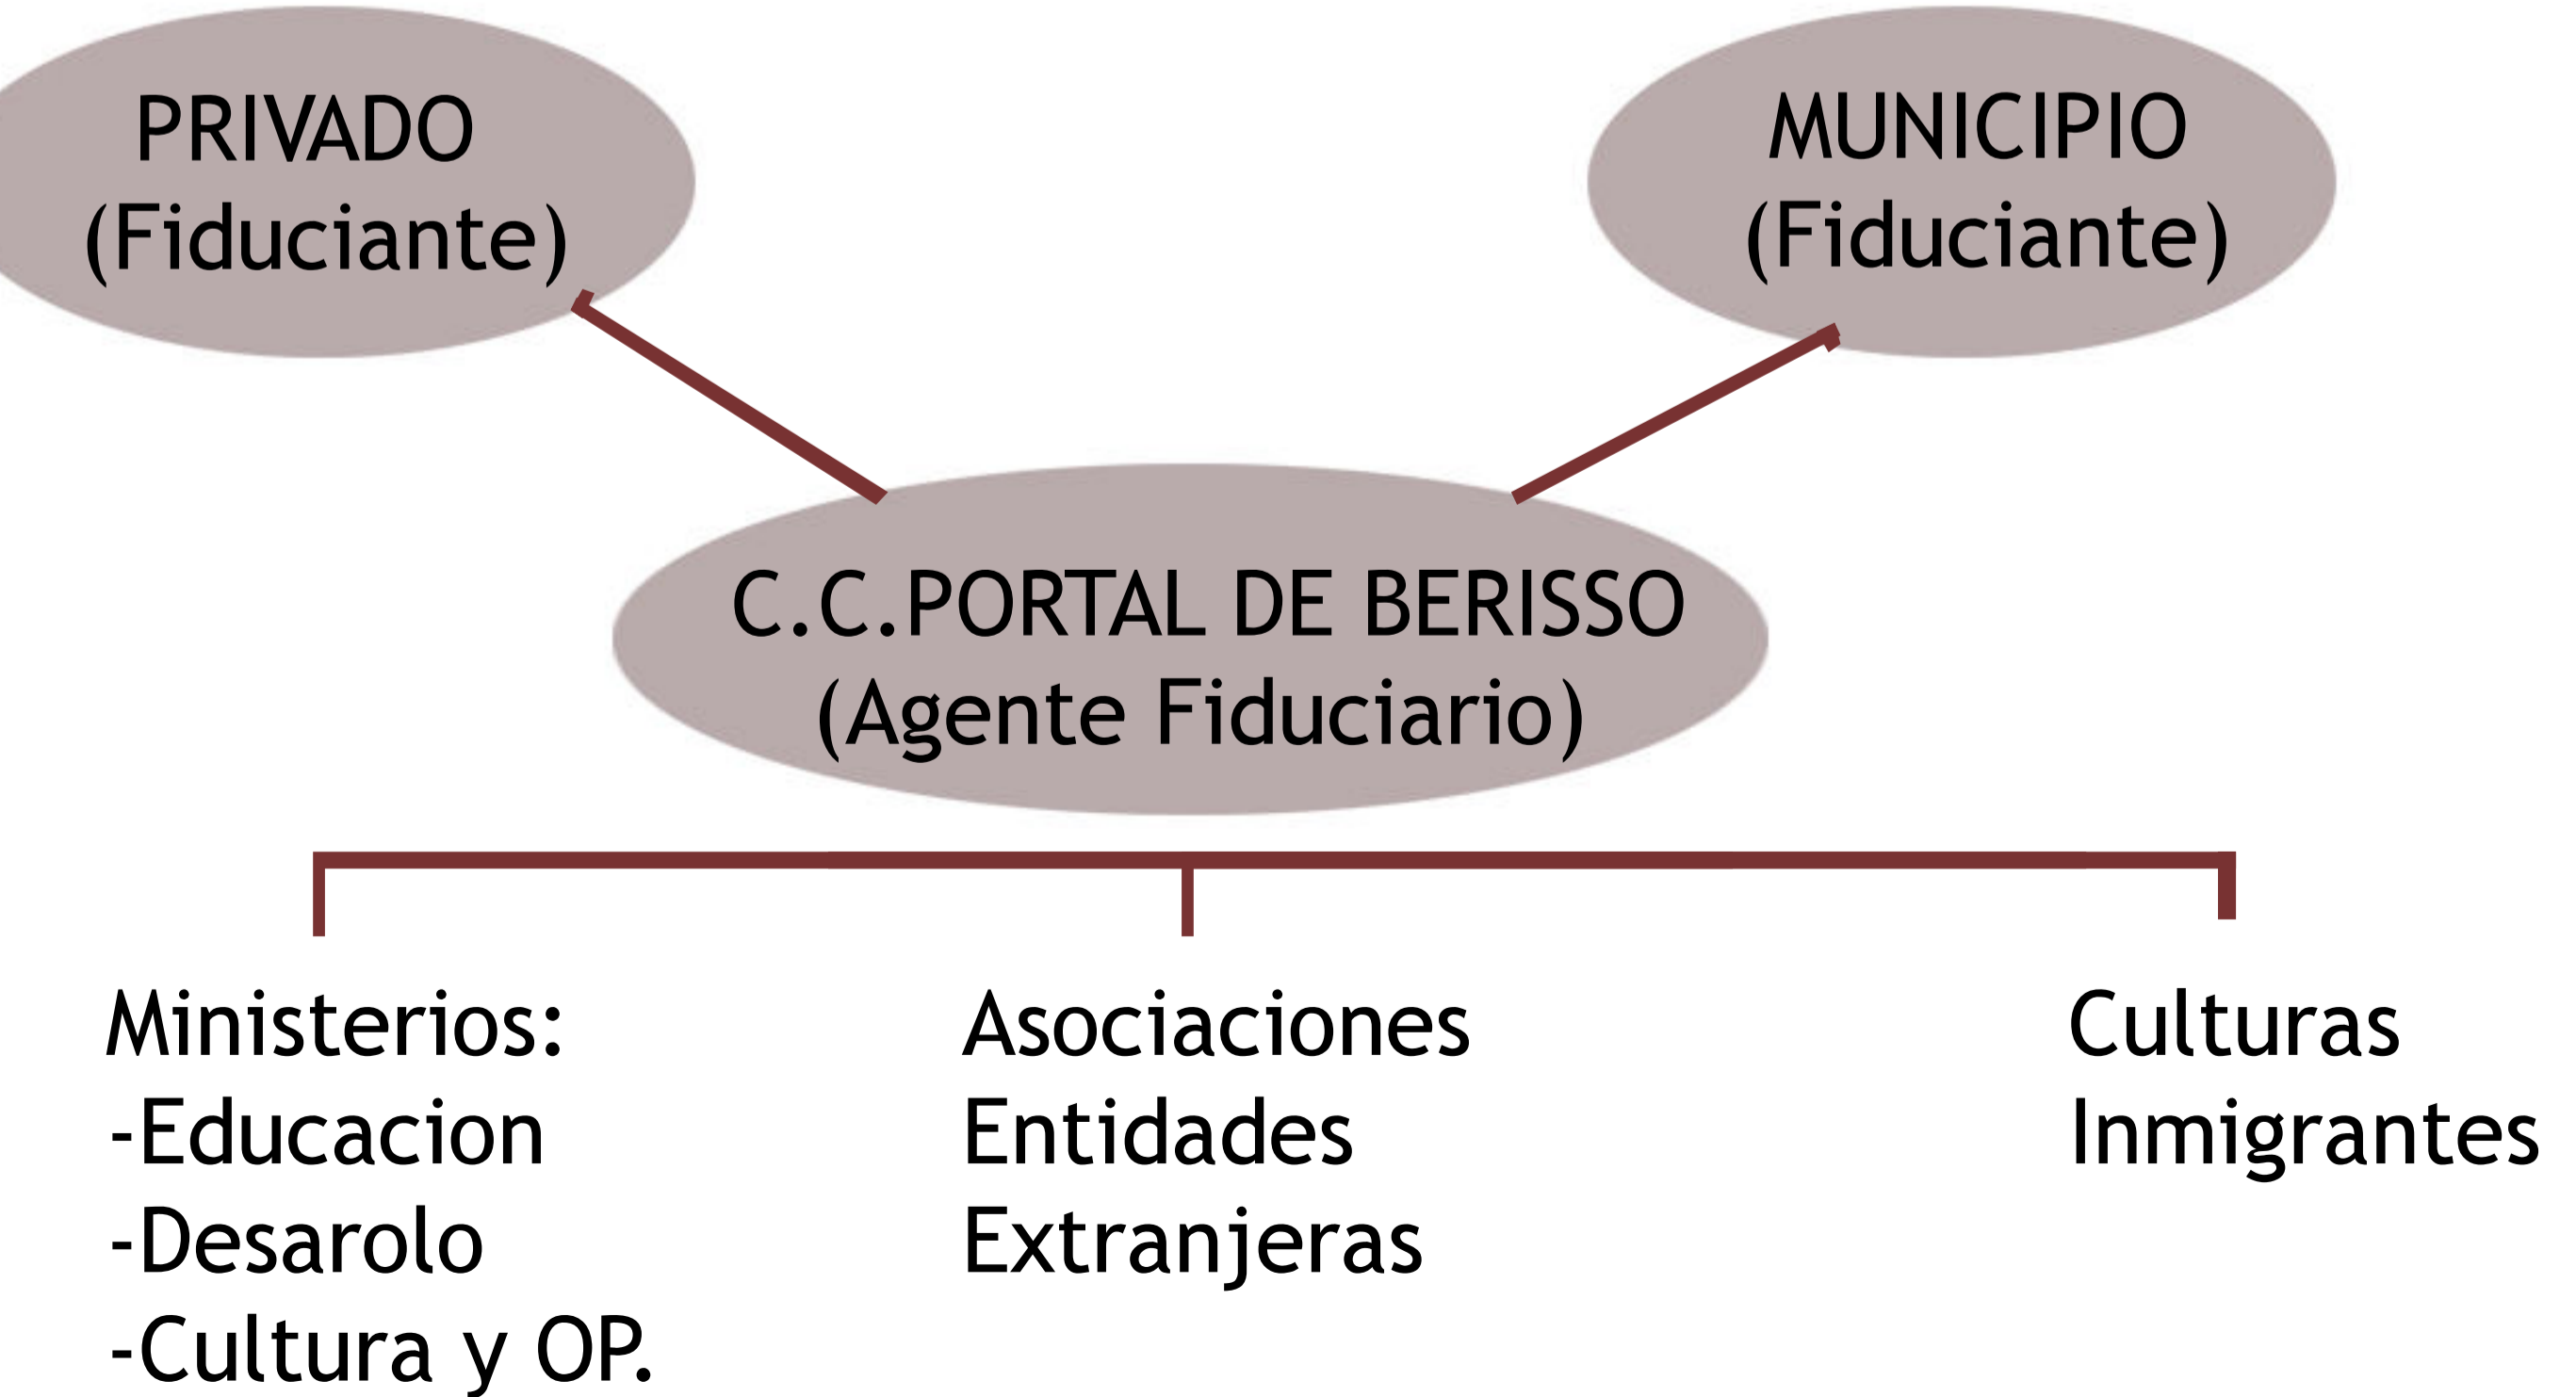 PRIVADO
(Fiduciante)
MUNICIPIO
(Fiduciante)
C.C.PORTAL DE BERISSO
(Agente Fiduciario)
Ministerios:
-Educacion
-Desarolo
-Cultura y OP.
Asociaciones
Entidades
Extranjeras
Culturas
Inmigrantes